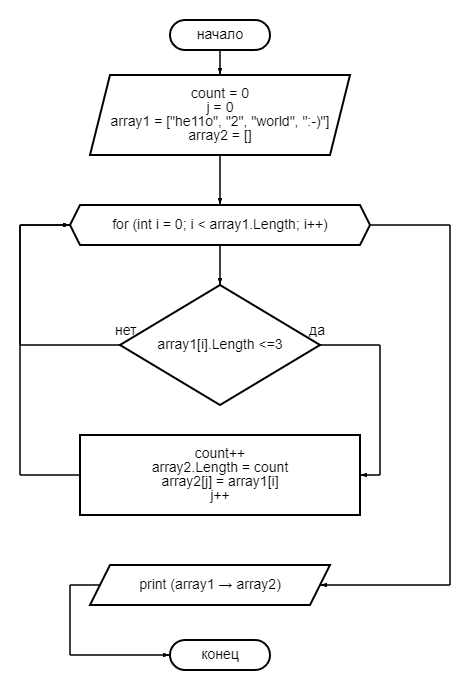 начало
count = 0
j = 0
array1 = ["he11o", "2", "world", ":-)"]
array2 = []
for (int i = 0; i < array1.Length; i++)
нет
да
array1[i].Length <=3
count++
array2.Length = count
array2[j] = array1[i]
j++
print (array1 → array2)
конец